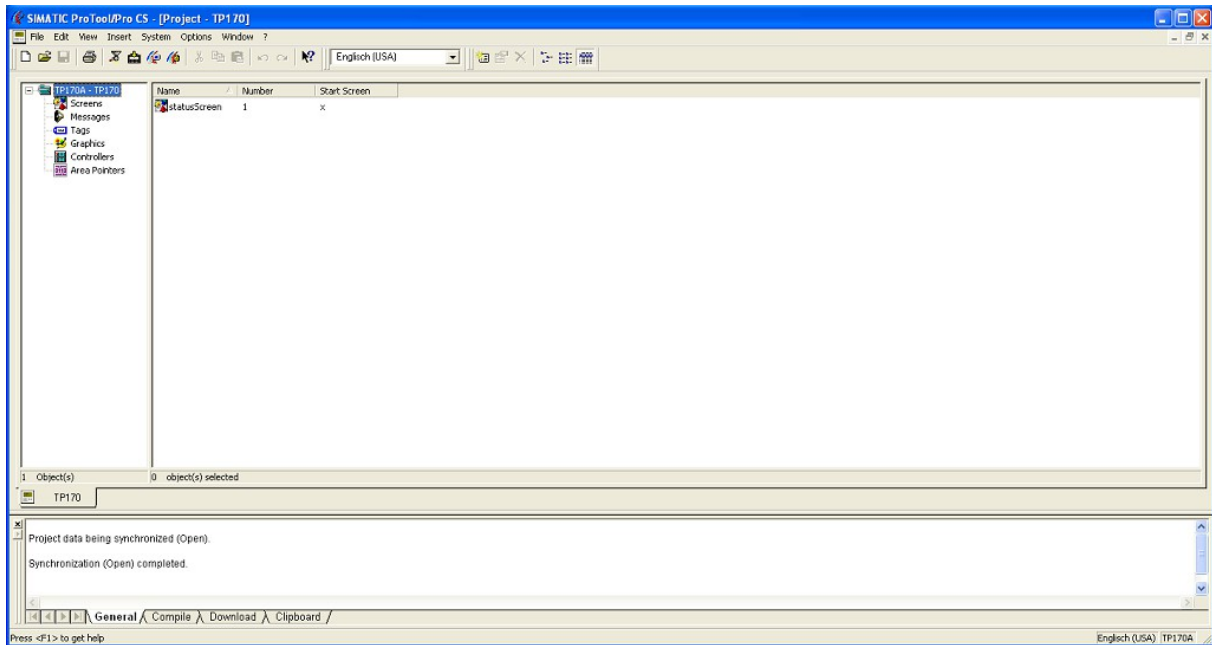 SIMATIC ProTool/Pro CS - [Project - TP170]
File Edit View Insert System Options Window ?
Englisch (USA)
TP170A - TP170
Screens
Messages
Tags
Graphics
Controllers
Area Pointers
Name Number Start Screen
statusScreen 1 x
1 Object(s) 0 object(s) selected
TP170
Project data being synchronized (Open).
Synchronization (Open) completed.
General Compile Download Clipboard
Press <F1> to get help Englisch (USA) TP170A